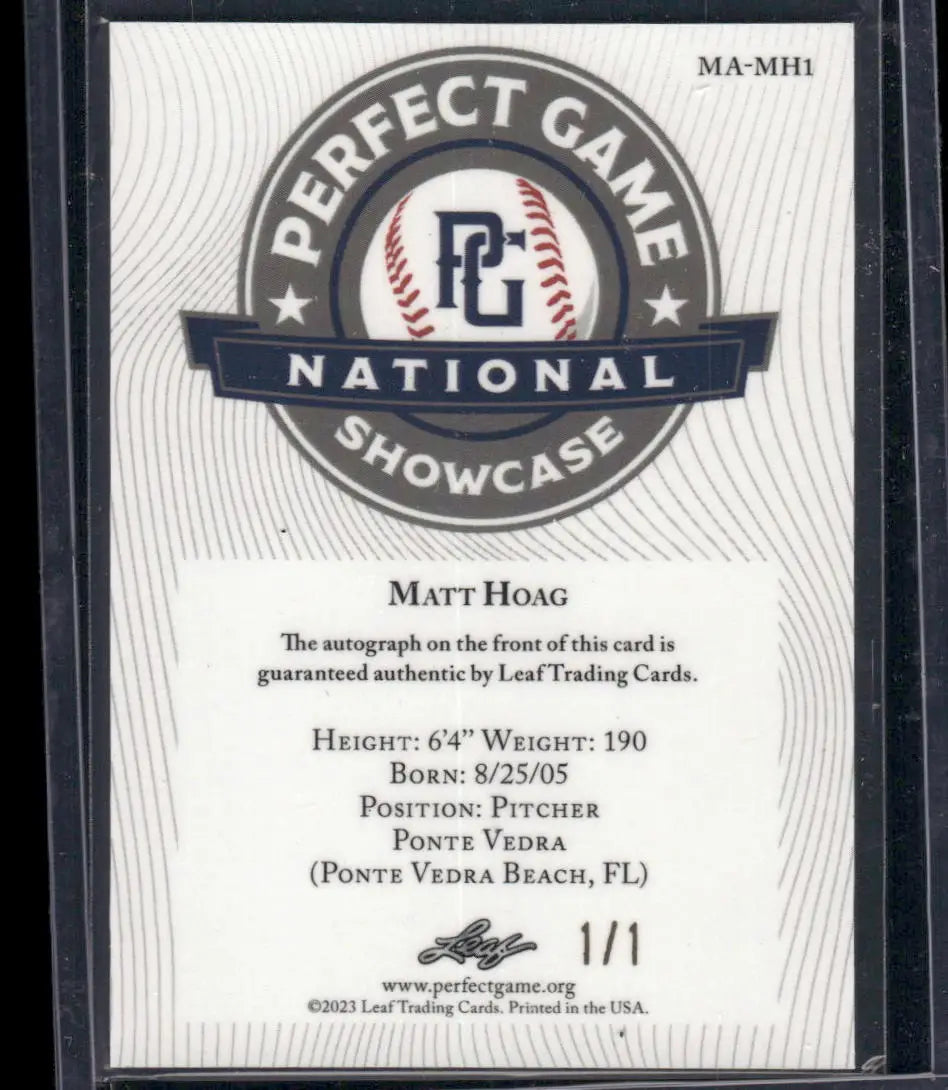 MA-MH1
PERFECT GAME
PG
NATIONAL
SHOWCASE
MATT HOAG
The autograph on the front of this card is
guaranteed authentic by Leaf Trading Cards.
HEIGHT: 6'4” WEIGHT: 190
BORN: 8/25/05
POSITION: PITCHER
PONTE VEDRA
(PONTE VEDRA BEACH, FL)
Leaf 1/1
www.perfectgame.org
©2023 Leaf Trading Cards. Printed in the USA.